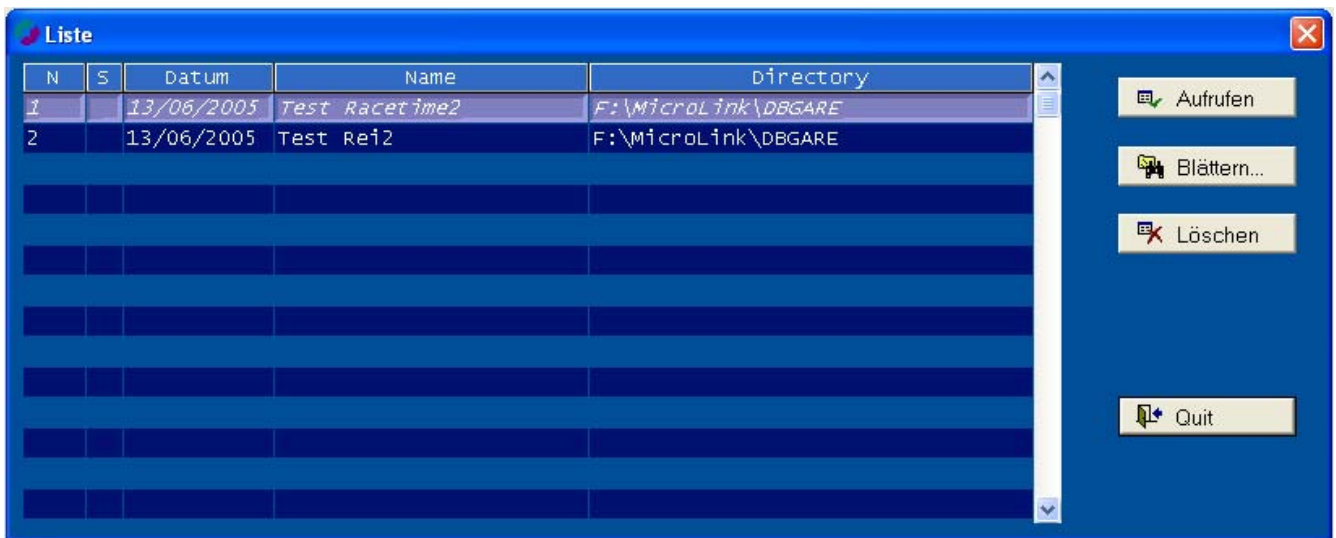 Liste
N S Datum Name Directory
1 13/06/2005 Test Racetime2 F:\MicroLink\DBGARE
2 13/06/2005 Test Rei2 F:\MicroLink\DBGARE
Aufrufen
Blättern...
Löschen
Quit